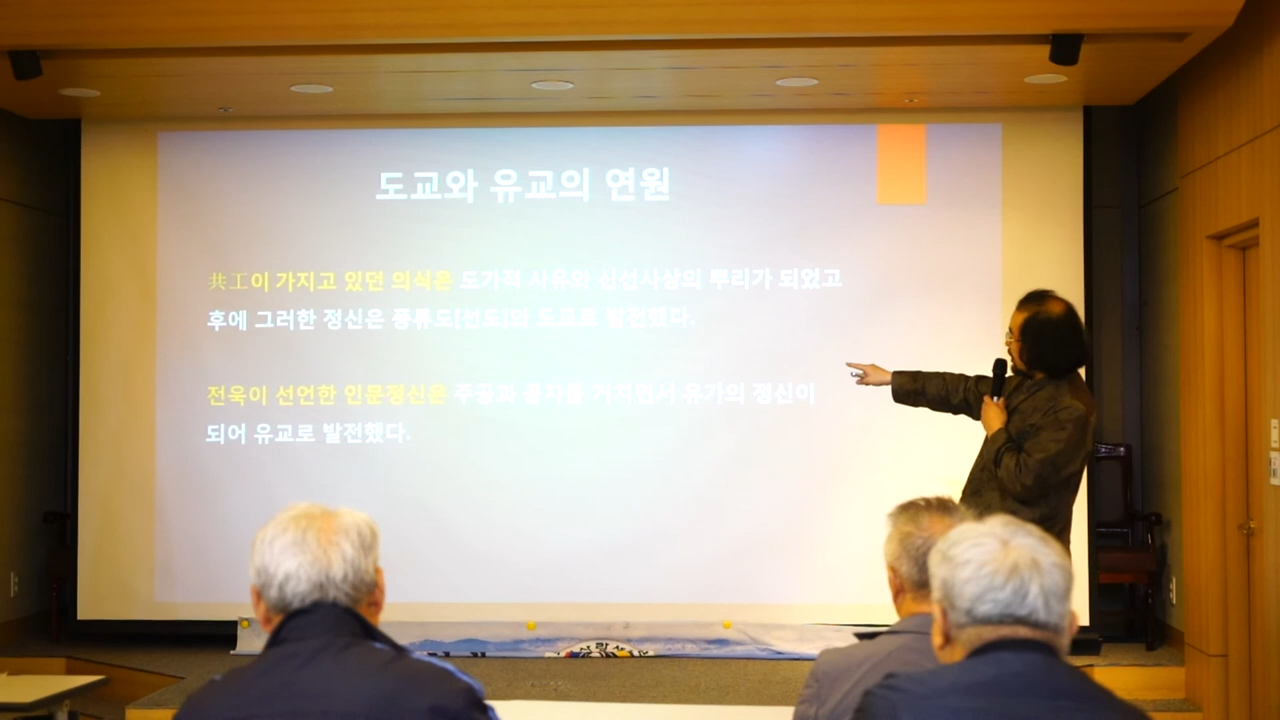 도교와 유교의 연원
共工이 가지고 있던 의식은 도가적 사유와 신선사상의 뿌리가 되었고
후에 그러한 정신은 풍류도[선도]와 도교로 발전했다.
전욱이 선언한 인문정신은 주공과 공자를 거치면서 유가의 정신이
되어 유교로 발전했다.